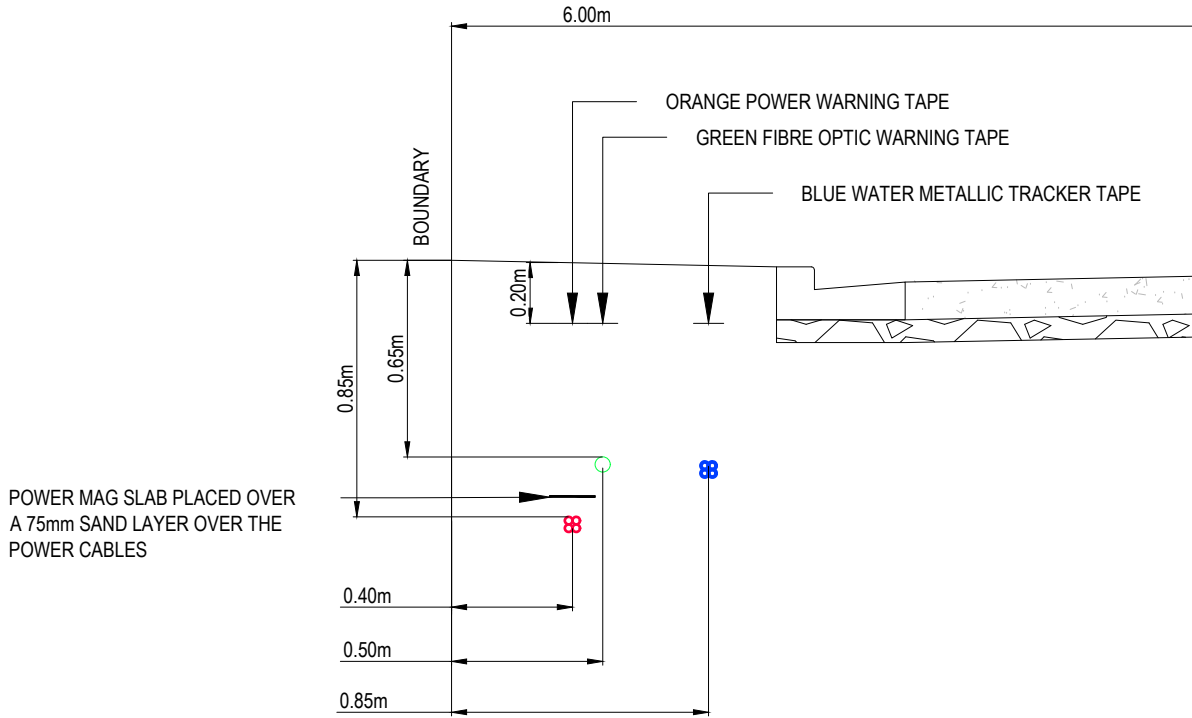 6.00m
ORANGE POWER WARNING TAPE
GREEN FIBRE OPTIC WARNING TAPE
BOUNDARY
BLUE WATER METALLIC TRACKER TAPE
0.20m
0.65m
0.85m
POWER MAG SLAB PLACED OVER
A 75mm SAND LAYER OVER THE
POWER CABLES
0.40m
0.50m
0.85m